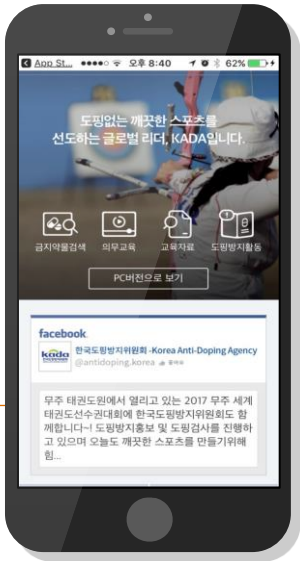 App St... 오후 8:40 62%
도핑없는 깨끗한 스포츠를
선도하는 글로벌 리더, KADA입니다.
금지약물검색 의무교육 교육자료 도핑방지활동
PC버전으로 보기
facebook
kada 한국도핑방지위원회 -Korea Anti-Doping Agency
@antidoping.korea
무주 태권도원에서 열리고 있는 2017 무주 세계
태권도선수권대회에 한국도핑방지위원회도 함
께합니다~! 도핑방지홍보 및 도핑검사를 진행하
고 있으며 오늘도 깨끗한 스포츠를 만들기위해
힘...